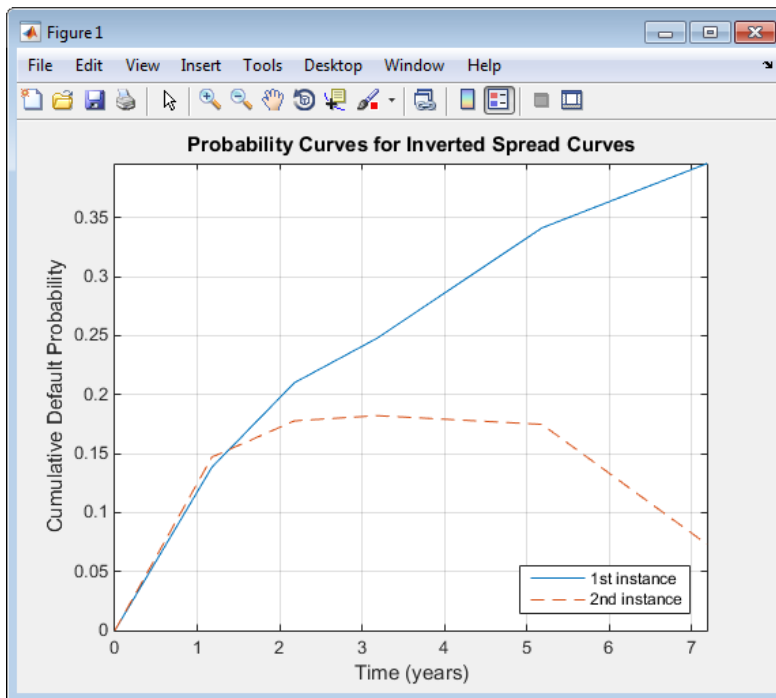 Figure 1
File Edit View Insert Tools Desktop Window Help
Probability Curves for Inverted Spread Curves
Cumulative Default Probability
0.35
0.3
0.25
0.2
0.15
0.1
0.05
0
0 1 2 3 4 5 6 7
Time (years)
1st instance
2nd instance